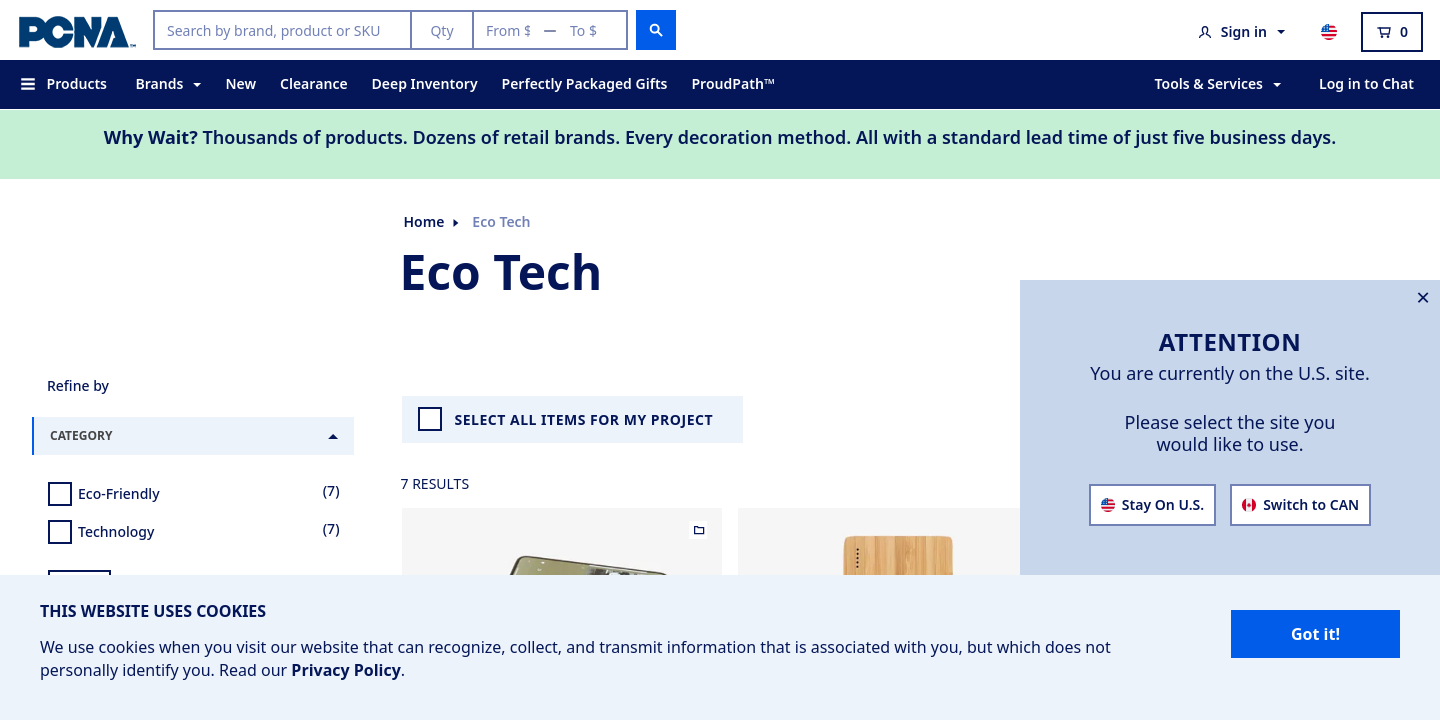 PCNA™
Search by brand, product or SKU
Qty
From $ — To $
Sign in
0
Products
Brands
New
Clearance
Deep Inventory
Perfectly Packaged Gifts
ProudPath™
Tools & Services
Log in to Chat
Why Wait? Thousands of products. Dozens of retail brands. Every decoration method. All with a standard lead time of just five business days.
Home
Eco Tech
Eco Tech
ATTENTION
You are currently on the U.S. site.
Please select the site you
would like to use.
Stay On U.S.
Switch to CAN
Refine by
CATEGORY
Eco-Friendly (7)
Technology (7)
SELECT ALL ITEMS FOR MY PROJECT
7 RESULTS
THIS WEBSITE USES COOKIES
We use cookies when you visit our website that can recognize, collect, and transmit information that is associated with you, but which does not
personally identify you. Read our Privacy Policy.
Got it!